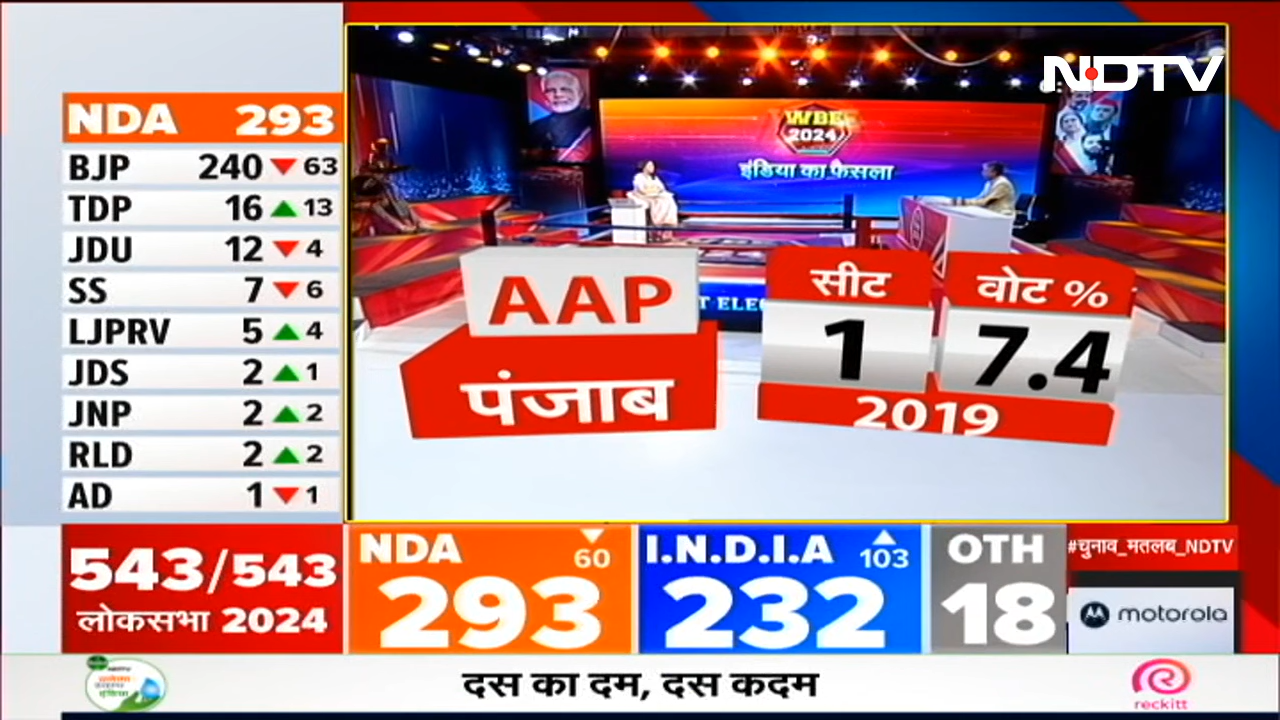 NDTV
NDA 293
BJP 240 ▼ 63
TDP 16 ▲ 13
JDU 12 ▼ 4
SS 7 ▼ 6
LJPRV 5 ▲ 4
JDS 2 ▲ 1
JNP 2 ▲ 2
RLD 2 ▲ 2
AD 1 ▼ 1
2024
इंडिया का फैसला
AAP
पंजाब
सीट वोट %
1 7.4
2019
543/543
लोकसभा 2024
NDA ▼ 60
293
I.N.D.I.A ▲ 103
232
OTH
18
#चुनाव_मतलब_NDTV
motorola
दस का दम, दस कदम
reckitt